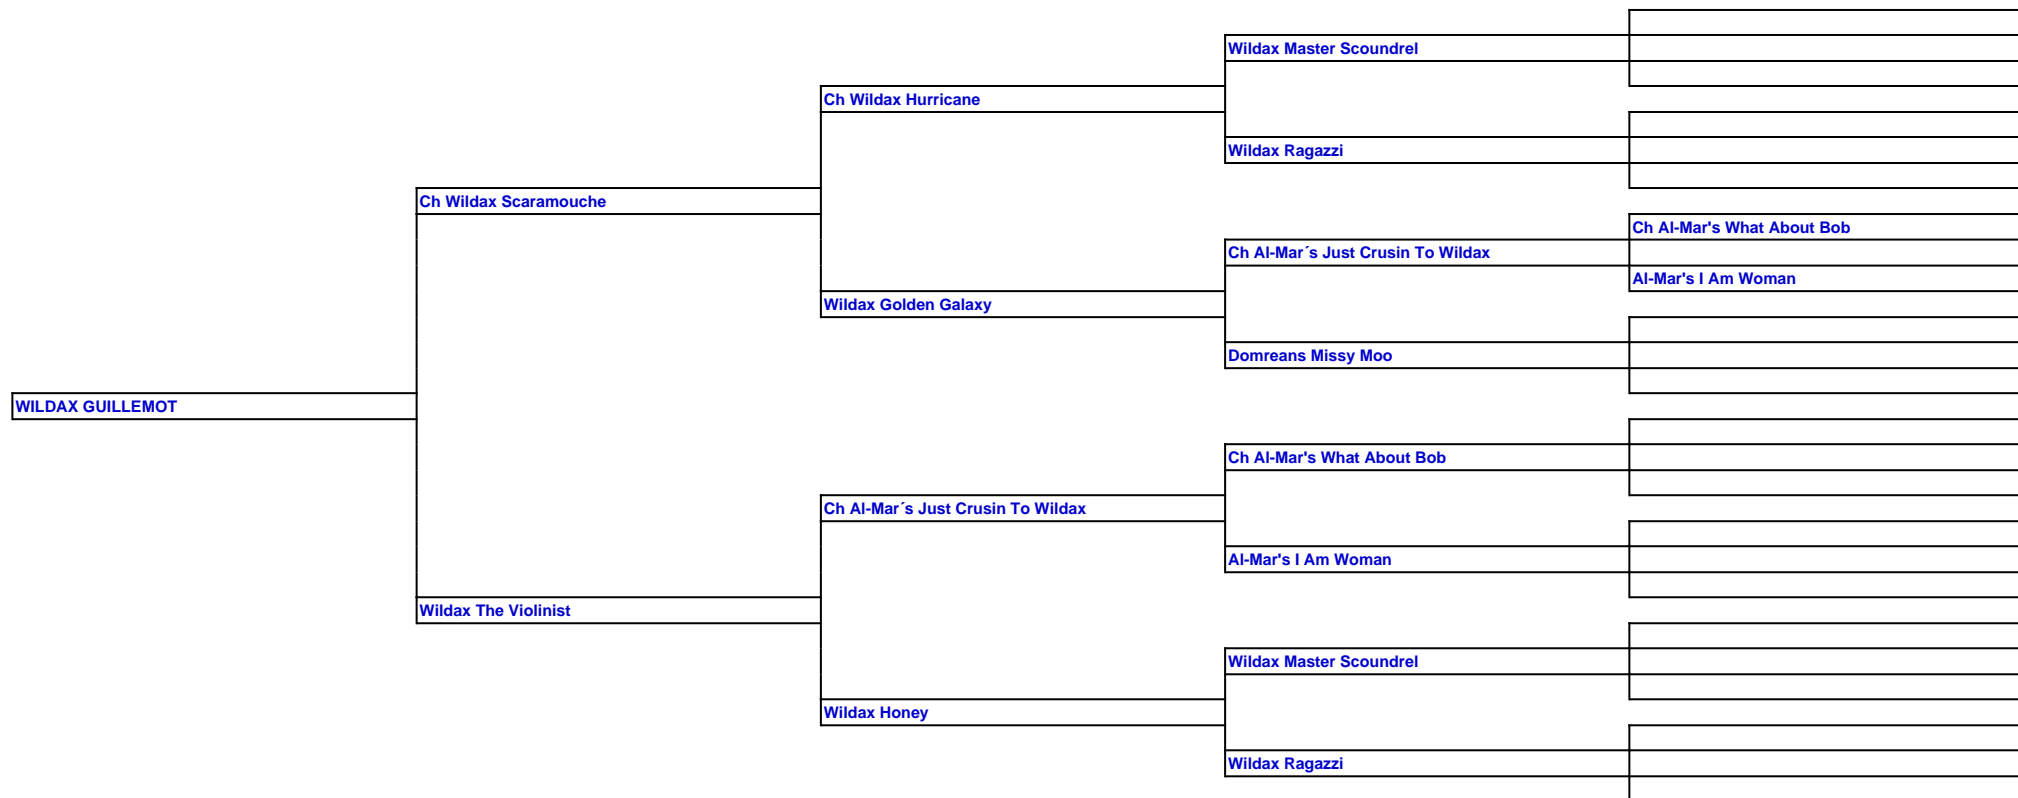 Wildax Master Scoundrel
Ch Wildax Hurricane
Wildax Ragazzi
Ch Wildax Scaramouche
Ch Al-Mar's What About Bob
Ch Al-Mar´s Just Crusin To Wildax
Al-Mar's I Am Woman
Wildax Golden Galaxy
Domreans Missy Moo
WILDAX GUILLEMOT
Ch Al-Mar's What About Bob
Ch Al-Mar´s Just Crusin To Wildax
Al-Mar's I Am Woman
Wildax The Violinist
Wildax Master Scoundrel
Wildax Honey
Wildax Ragazzi